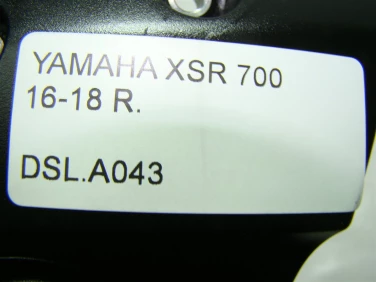 YAMAHA XSR 700
16-18 R.
DSL.A043